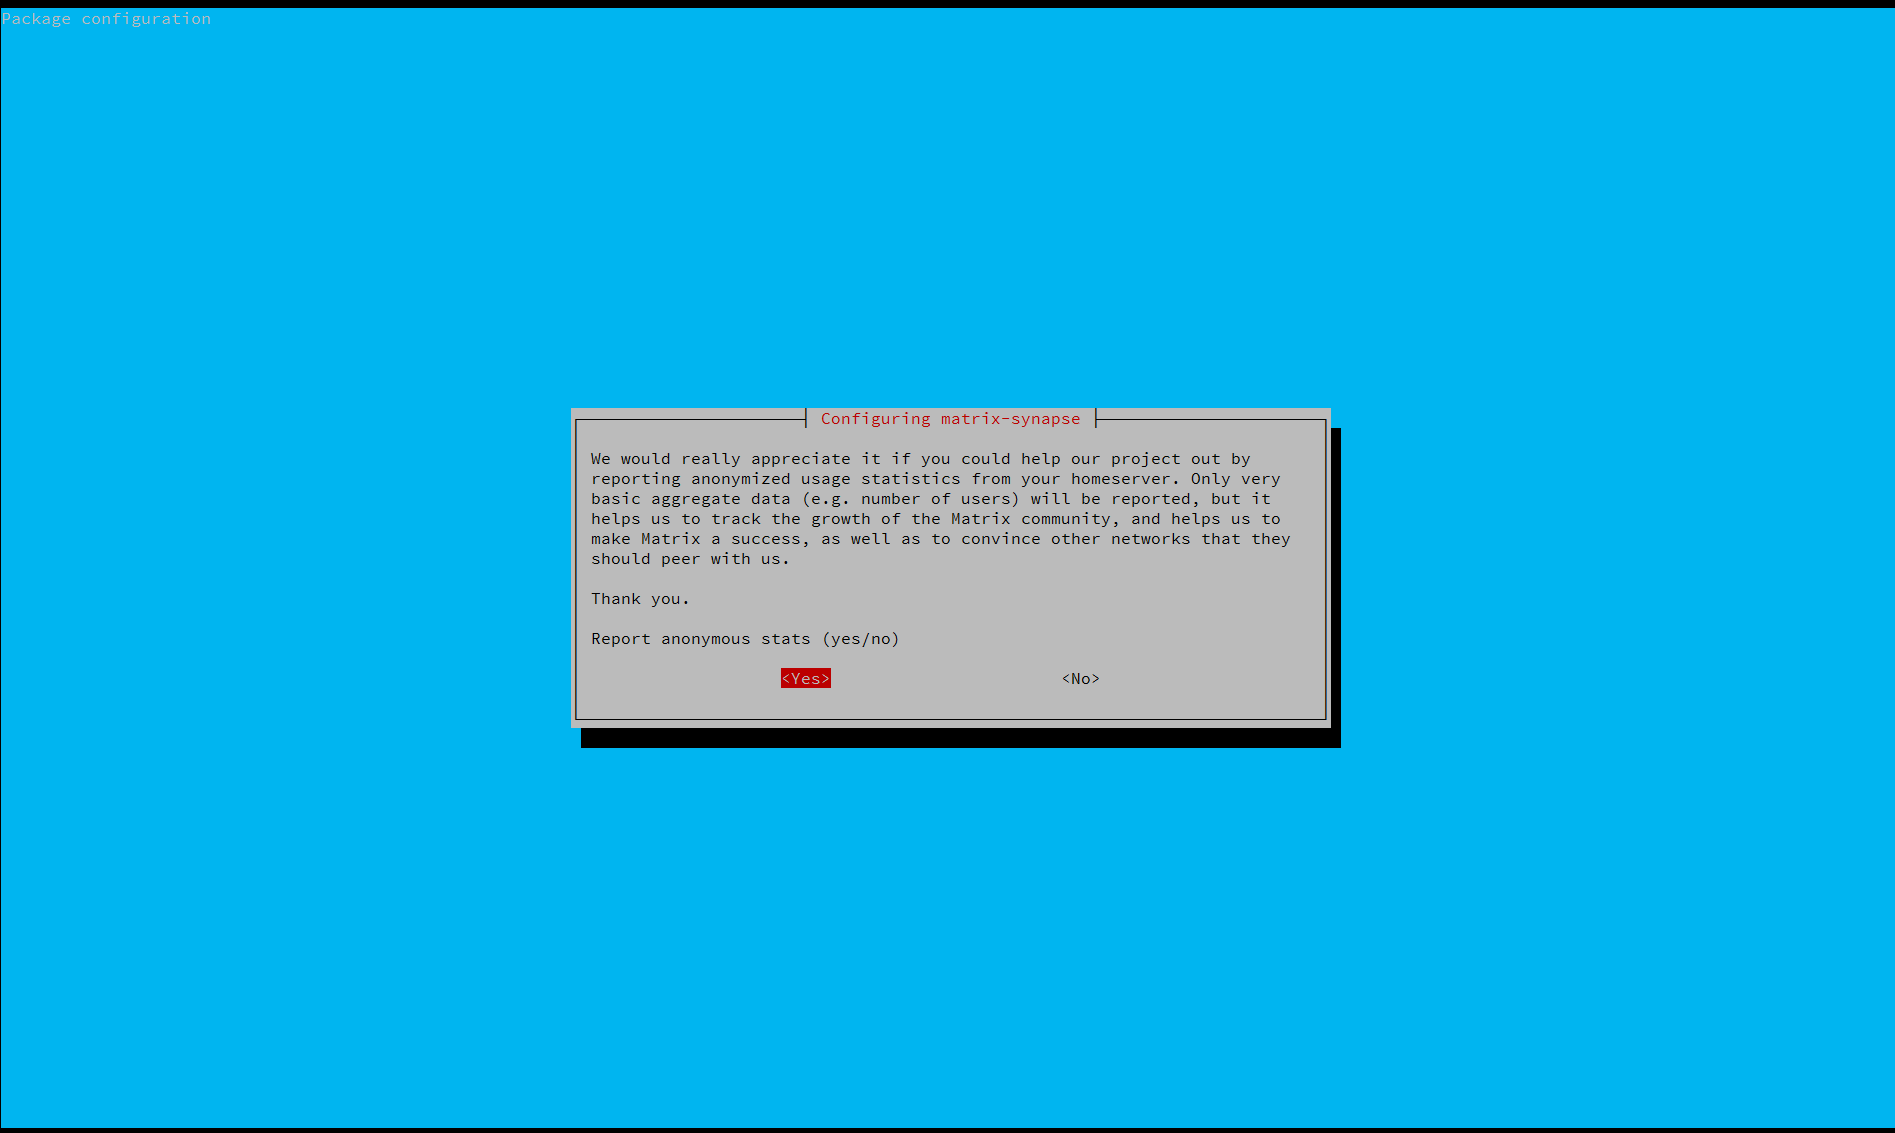 Package configuration
Configuring matrix-synapse
We would really appreciate it if you could help our project out by
reporting anonymized usage statistics from your homeserver. Only very
basic aggregate data (e.g. number of users) will be reported, but it
helps us to track the growth of the Matrix community, and helps us to
make Matrix a success, as well as to convince other networks that they
should peer with us.
Thank you.
Report anonymous stats (yes/no)
<Yes> <No>